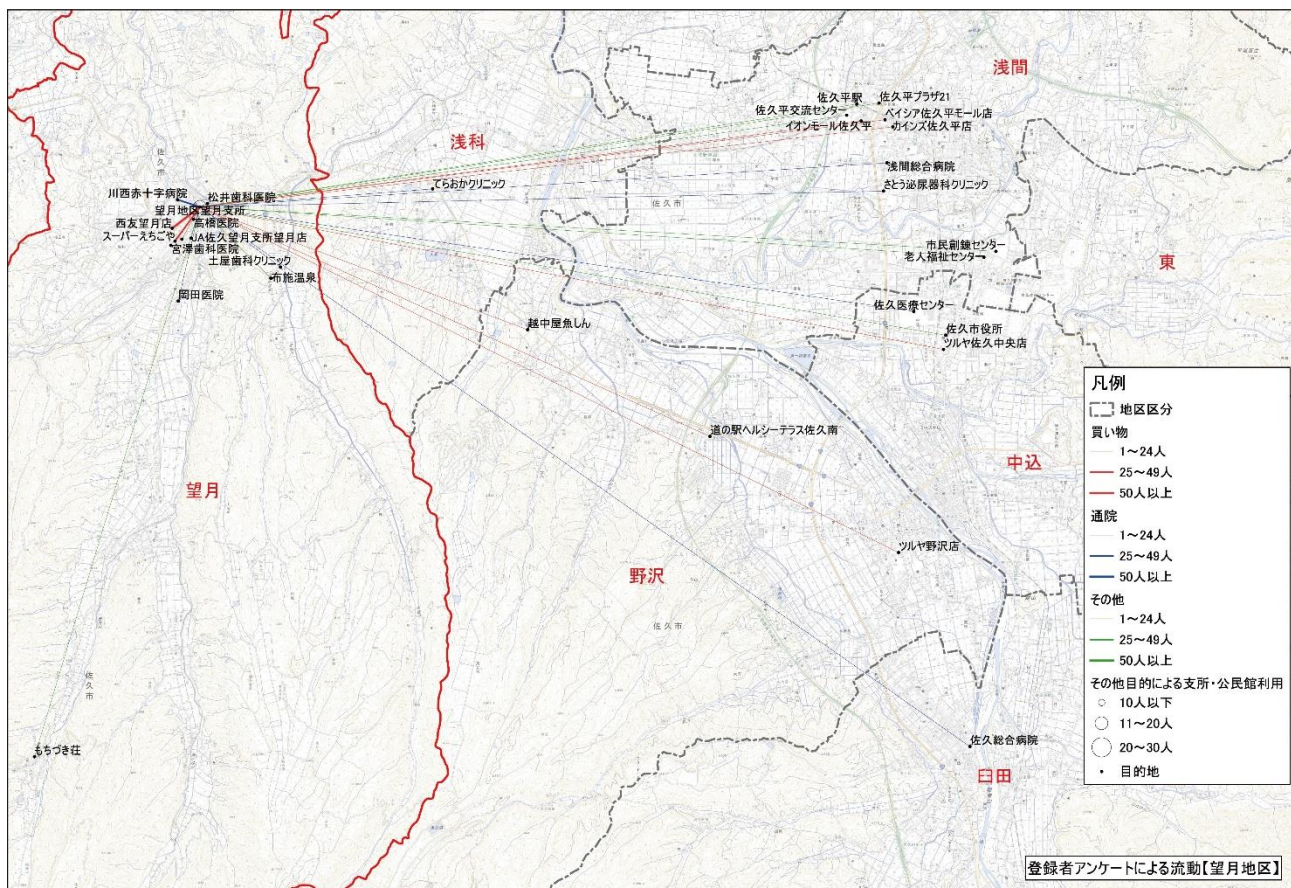 浅間
佐久平駅
佐久平プラザ21
佐久平交流センター
ベイシア佐久平モール店
イオンモール佐久平
カインズ佐久平店
浅科
浅間総合病院
てらおかクリニック
さとう泌尿器科クリニック
佐久市
佐久市
川西赤十字病院
松井歯科医院
望月地区望月支所
西友望月店
高橋医院
スーパーえちごや
JA佐久望月支所望月店
宮澤歯科医院
土屋歯科クリニック
布施温泉
岡田医院
市民創錬センター
老人福祉センター
東
佐久医療センター
越中屋魚しん
佐久市役所
ツルヤ佐久中央店
道の駅ヘルシーテラス佐久南
中込
望月
ツルヤ野沢店
野沢
佐久市
佐久市
もちづき荘
佐久総合病院
臼田
凡例
地区区分
買い物
1～24人
25～49人
50人以上
通院
1～24人
25～49人
50人以上
その他
1～24人
25～49人
50人以上
その他目的による支所・公民館利用
10人以下
11～20人
20～30人
目的地
登録者アンケートによる流動【望月地区】